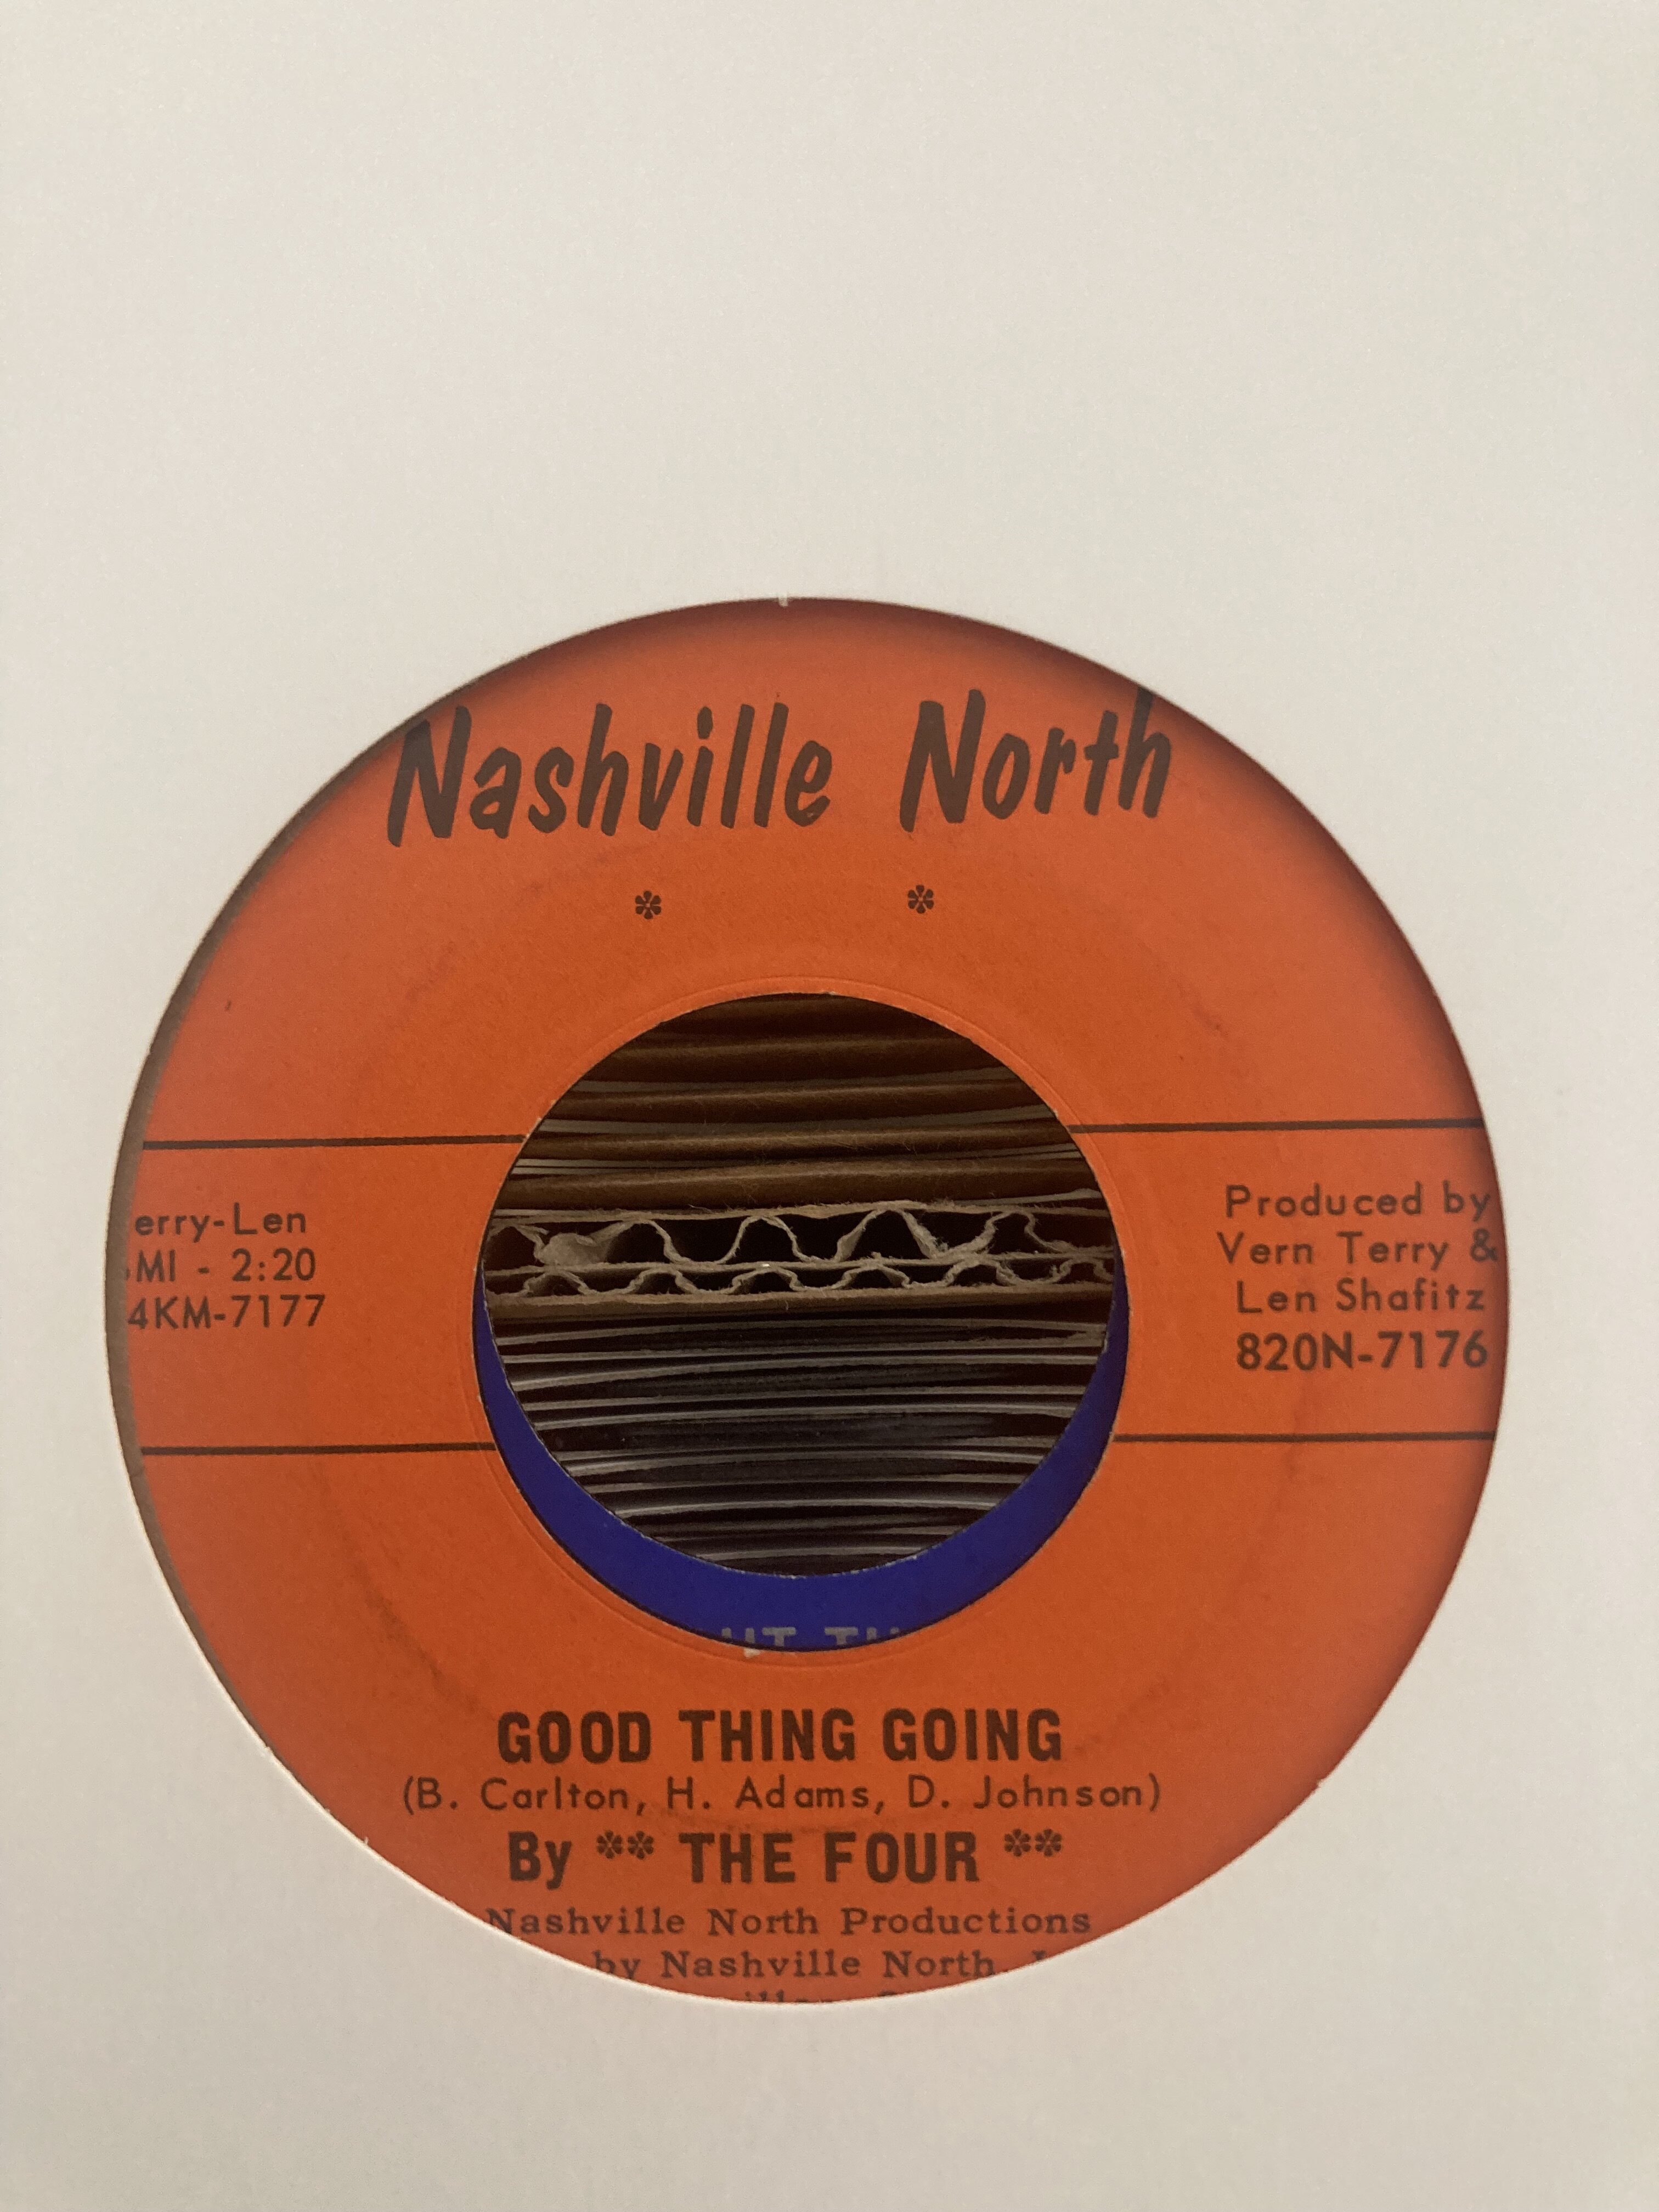 Nashville North
* *
erry-Len
MI - 2:20
4KM-7177
Produced by
Vern Terry &
Len Shafitz
820N-7176
GOOD THING GOING
(B. Carlton, H. Adams, D. Johnson)
By ** THE FOUR **
Nashville North Productions
by Nashville North